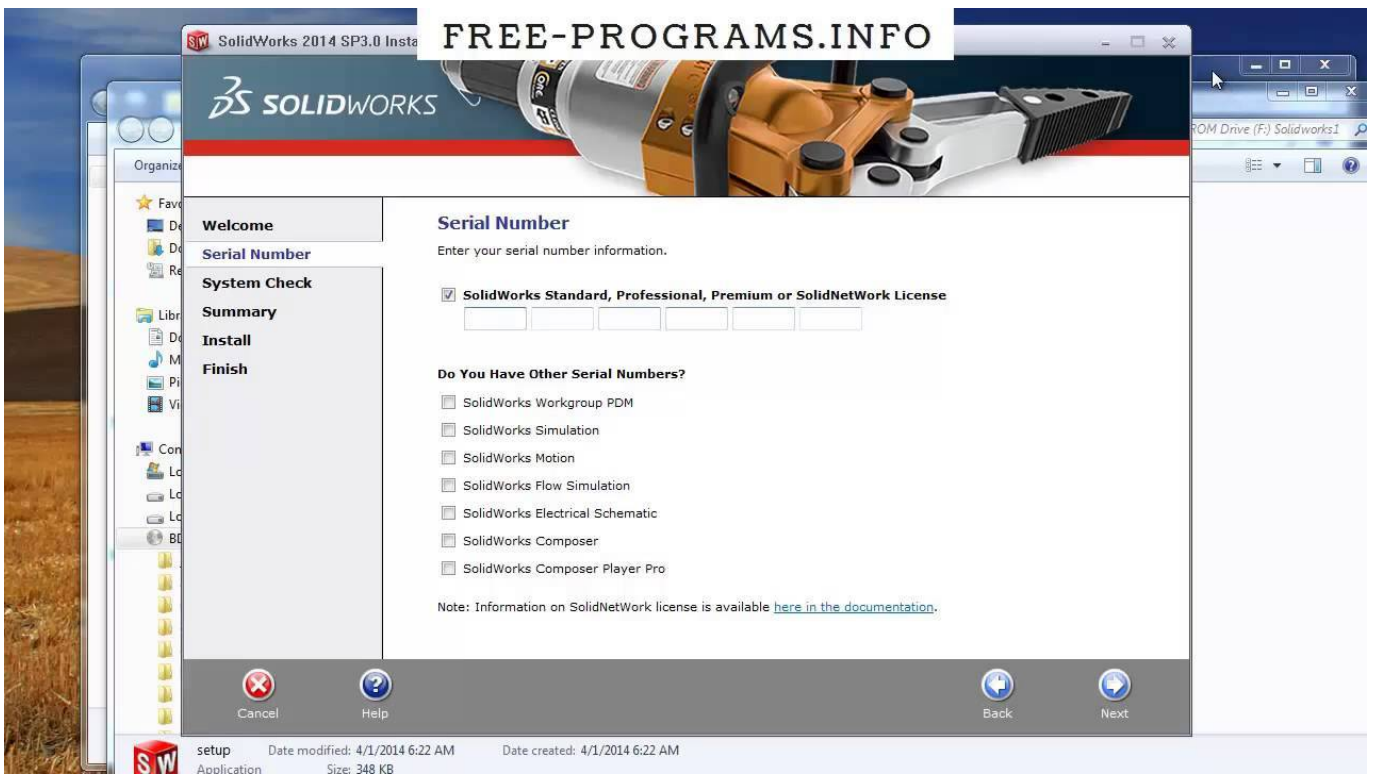 FREE-PROGRAMS.INFO
SolidWorks 2014 SP3.0 Insta
SOLIDWORKS
ROM Drive (F:) Solidworks1
Organize
Welcome
Serial Number
System Check
Summary
Install
Finish
Serial Number
Enter your serial number information.
SolidWorks Standard, Professional, Premium or SolidNetWork License
Do You Have Other Serial Numbers?
SolidWorks Workgroup PDM
SolidWorks Simulation
SolidWorks Motion
SolidWorks Flow Simulation
SolidWorks Electrical Schematic
SolidWorks Composer
SolidWorks Composer Player Pro
Note: Information on SolidNetWork license is available here in the documentation.
Cancel
Help
Back
Next
setup Date modified: 4/1/2014 6:22 AM Date created: 4/1/2014 6:22 AM
Application Size: 348 KB